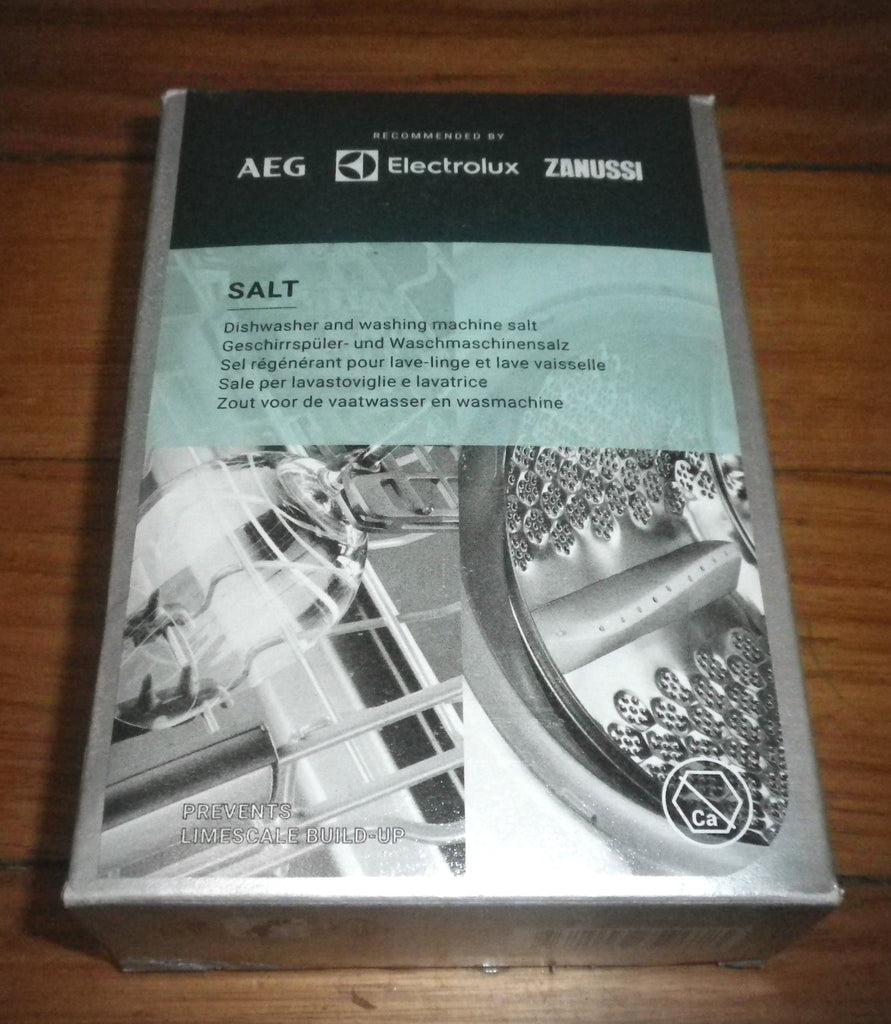 RECOMMENDED BY
AEG Electrolux ZANUSSI
SALT
Dishwasher and washing machine salt
Geschirrspüler- und Waschmaschinensalz
Sel régénérant pour lave-linge et lave vaisselle
Sale per lavastoviglie e lavatrice
Zout voor de vaatwasser en wasmachine
PREVENTS
LIMESCALE BUILD-UP
Ca